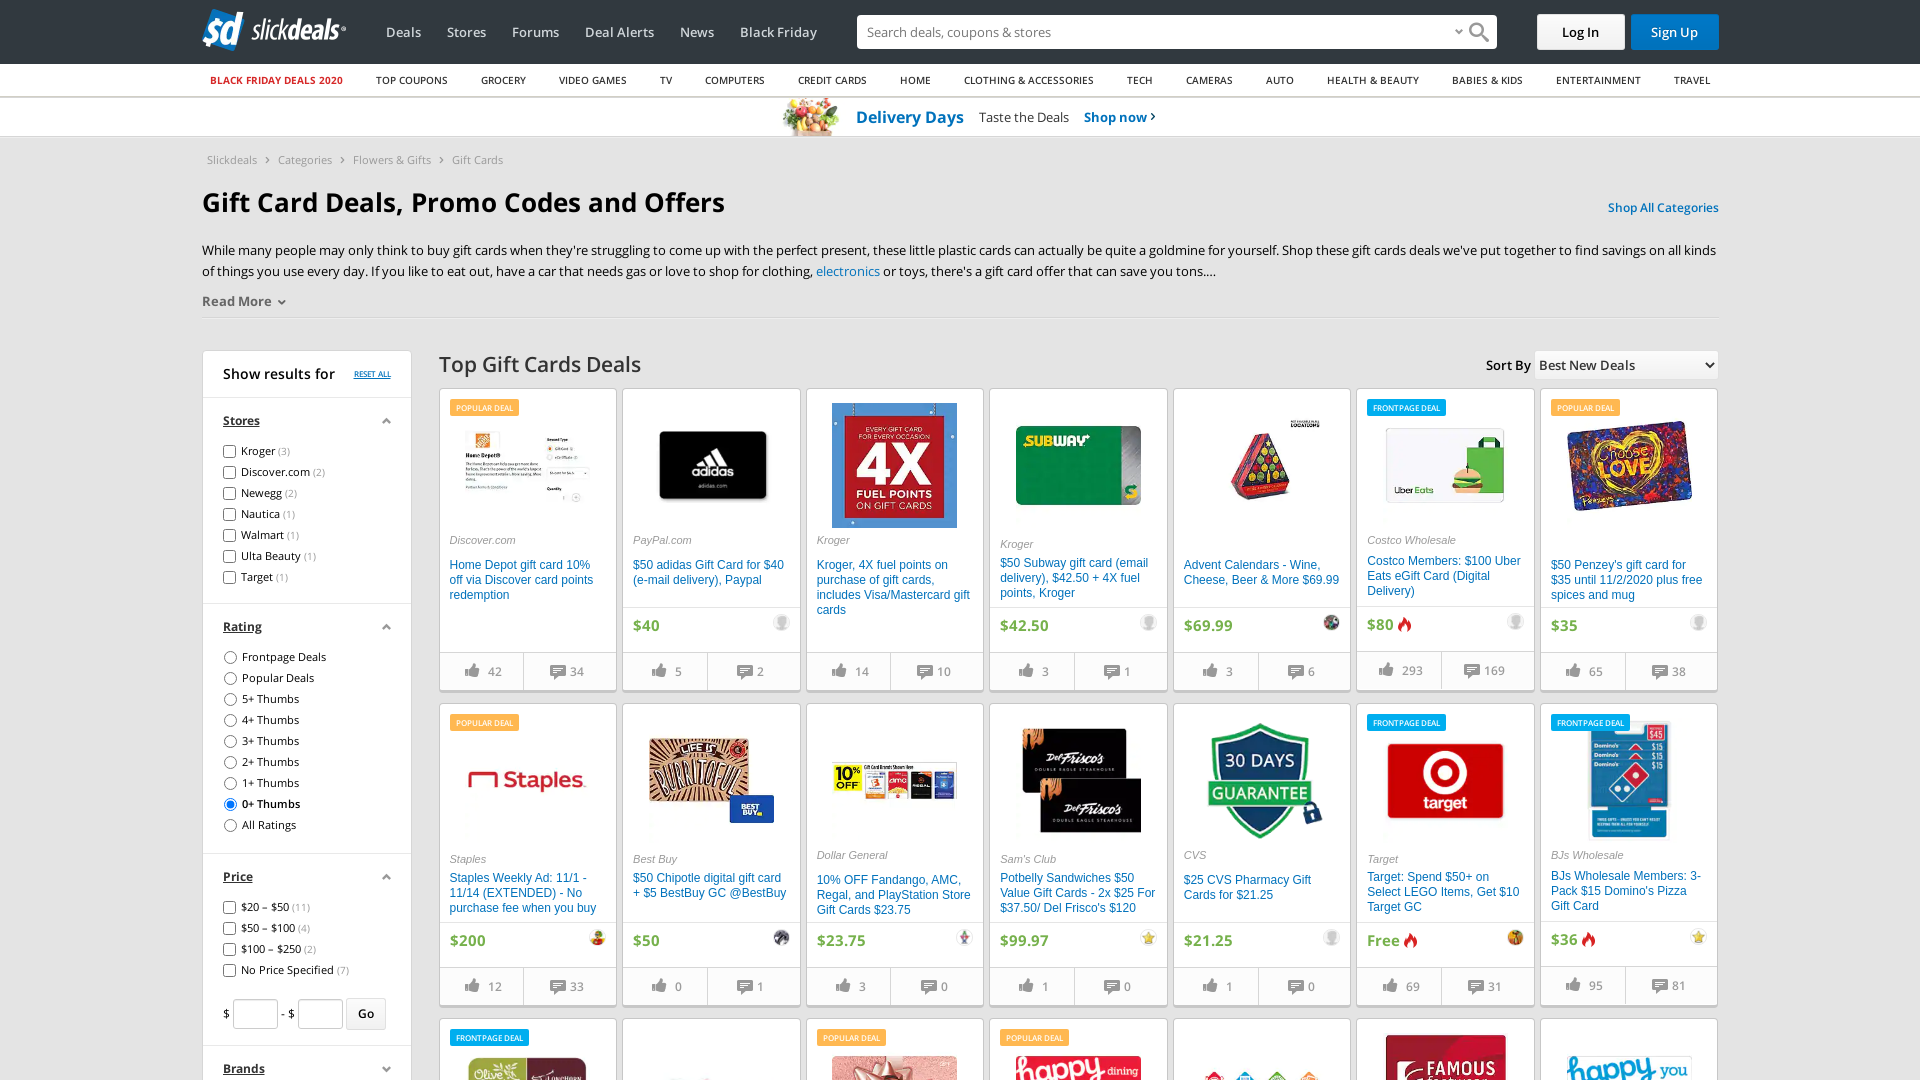 sd slickdeals
Deals
Stores
Forums
Deal Alerts
News
Black Friday
Search deals, coupons & stores
Log In
Sign Up
BLACK FRIDAY DEALS 2020
TOP COUPONS
GROCERY
VIDEO GAMES
TV
COMPUTERS
CREDIT CARDS
HOME
CLOTHING & ACCESSORIES
TECH
CAMERAS
AUTO
HEALTH & BEAUTY
BABIES & KIDS
ENTERTAINMENT
TRAVEL
Delivery Days Taste the Deals Shop now
Slickdeals > Categories > Flowers & Gifts > Gift Cards
Gift Card Deals, Promo Codes and Offers
Shop All Categories
While many people may only think to buy gift cards when they're struggling to come up with the perfect present, these little plastic cards can actually be quite a goldmine for yourself. Shop these gift cards deals we've put together to find savings on all kinds
of things you use every day. If you like to eat out, have a car that needs gas or love to shop for clothing, electronics or toys, there's a gift card offer that can save you tons....
Read More
Show results for
RESET ALL
Stores
Kroger (3)
Discover.com (2)
Newegg (2)
Nautica (1)
Walmart (1)
Ulta Beauty (1)
Target (1)
Rating
Frontpage Deals
Popular Deals
5+ Thumbs
4+ Thumbs
3+ Thumbs
2+ Thumbs
1+ Thumbs
0+ Thumbs
All Ratings
Price
$20 – $50 (11)
$50 – $100 (4)
$100 – $250 (2)
No Price Specified (7)
$ - $ Go
Brands
Top Gift Cards Deals
Sort By Best New Deals
POPULAR DEAL
Home Depot®
Discover.com
Home Depot gift card 10%
off via Discover card points
redemption
42
34
adidas
adidas.com
PayPal.com
$50 adidas Gift Card for $40
(e-mail delivery), Paypal
$40
5
2
EVERY GIFT CARD
FOR EVERY OCCASION
4X
FUEL POINTS
ON GIFT CARDS
Kroger
Kroger, 4X fuel points on
purchase of gift cards,
includes Visa/Mastercard gift
cards
14
10
SUBWAY
Kroger
$50 Subway gift card (email
delivery), $42.50 + 4X fuel
points, Kroger
$42.50
3
1
LOCATIONS
Advent Calendars - Wine,
Cheese, Beer & More $69.99
$69.99
3
6
FRONTPAGE DEAL
Uber Eats
Costco Wholesale
Costco Members: $100 Uber
Eats eGift Card (Digital
Delivery)
$80
293
169
POPULAR DEAL
Choose
LOVE
Penzeys
$50 Penzey's gift card for
$35 until 11/2/2020 plus free
spices and mug
$35
65
38
POPULAR DEAL
Staples
Staples
Staples Weekly Ad: 11/1 -
11/14 (EXTENDED) - No
purchase fee when you buy
$200
12
33
LIFE IS
BURRITOFUL
BEST
BUY
Best Buy
$50 Chipotle digital gift card
+ $5 BestBuy GC @BestBuy
$50
0
1
10%
OFF
Gift Card Brands Shown Here
amc
REGAL
Dollar General
10% OFF Fandango, AMC,
Regal, and PlayStation Store
Gift Cards $23.75
$23.75
3
0
Del Frisco's
DOUBLE EAGLE STEAKHOUSE
Del Frisco's
DOUBLE EAGLE STEAKHOUSE
Sam's Club
Potbelly Sandwiches $50
Value Gift Cards - 2x $25 For
$37.50/ Del Frisco's $120
$99.97
1
0
30 DAYS
GUARANTEE
CVS
$25 CVS Pharmacy Gift
Cards for $21.25
$21.25
1
0
FRONTPAGE DEAL
target
Target
Target: Spend $50+ on
Select LEGO Items, Get $10
Target GC
Free
69
31
FRONTPAGE DEAL
$45
Domino's $15
Domino's $15
Domino's $15
BJs Wholesale
BJs Wholesale Members: 3-
Pack $15 Domino's Pizza
Gift Card
$36
95
81
FRONTPAGE DEAL
Olive
LONGHORN
POPULAR DEAL
POPULAR DEAL
happy dining
FAMOUS
happy you